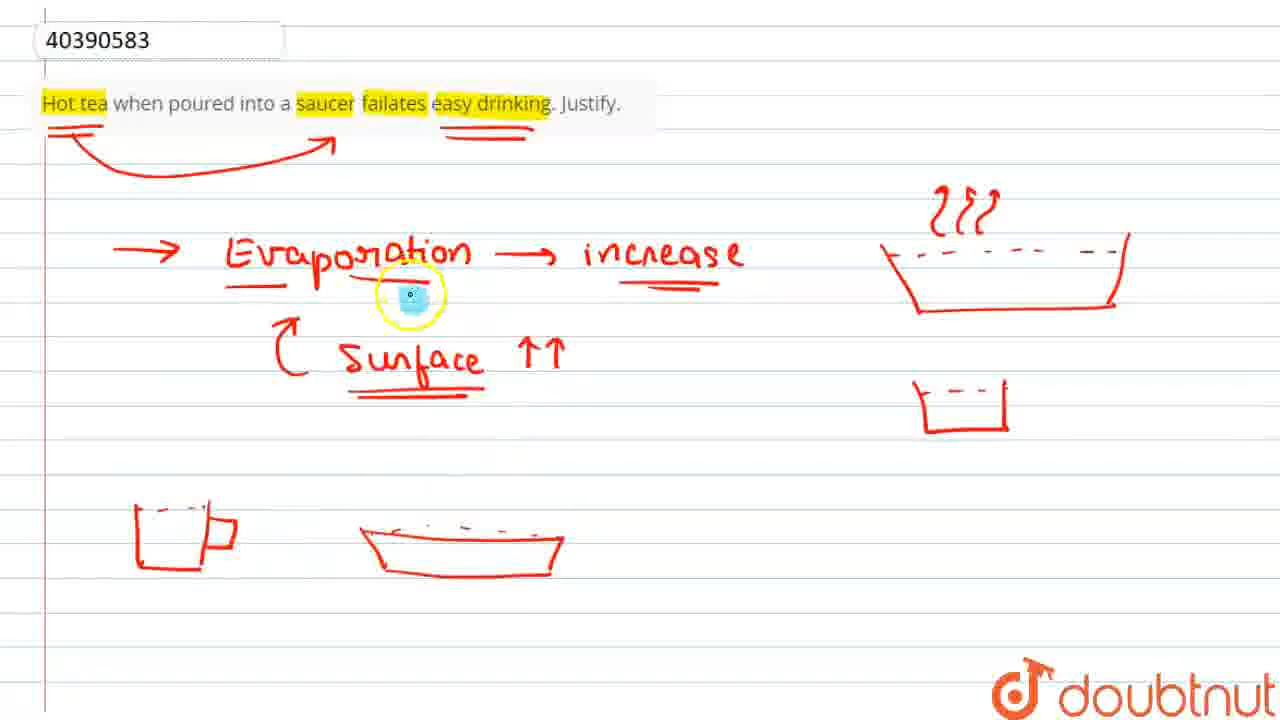 40390583
Hot tea when poured into a saucer failates easy drinking. Justify.
→ Evaporation → increase
Surface ↑↑
doubtnut